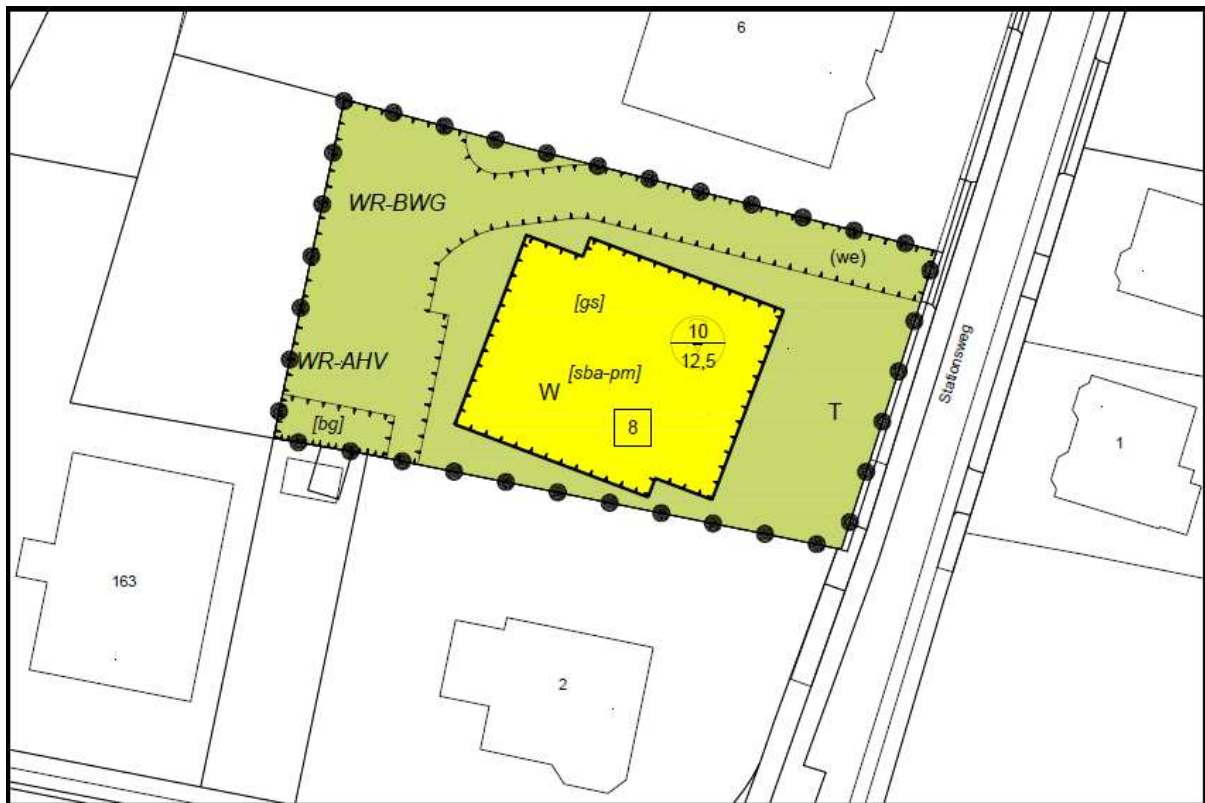 6
WR-BWG
(we)
[gs]
10
12,5
Stationsweg
WR-AHV
[sba-pm]
W
T
[bg]
8
1
163
2